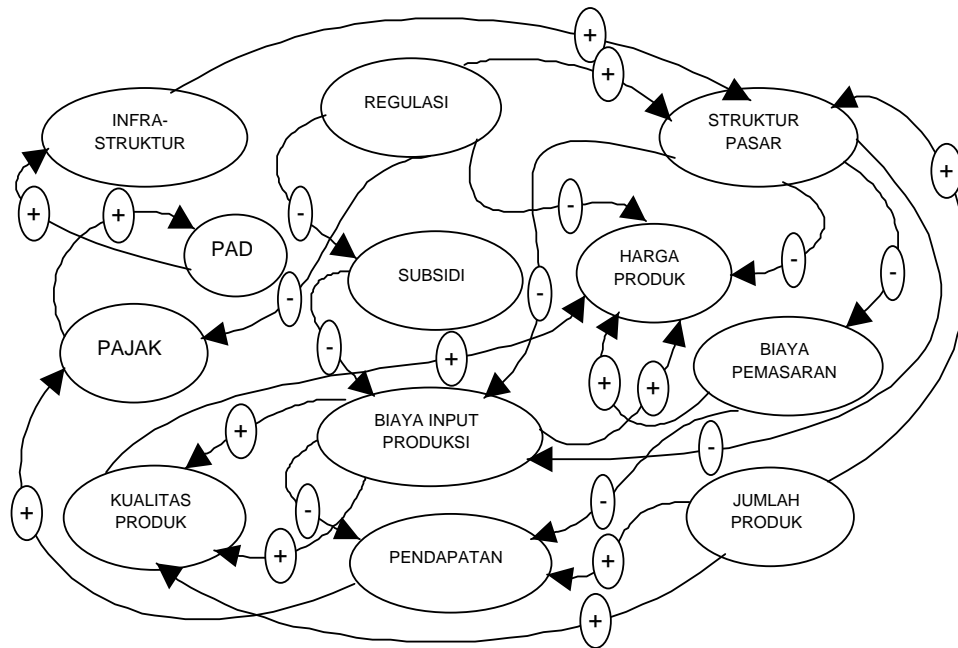 +
+
REGULASI
INFRA-
STRUKTUR
STRUKTUR
PASAR
+
+
+
-
-
PAD
HARGA
PRODUK
-
-
SUBSIDI
-
-
-
PAJAK
+
BIAYA
PEMASARAN
+
+
BIAYA INPUT
PRODUKSI
+
-
KUALITAS
PRODUK
-
-
JUMLAH
PRODUK
+
+
PENDAPATAN
+
+